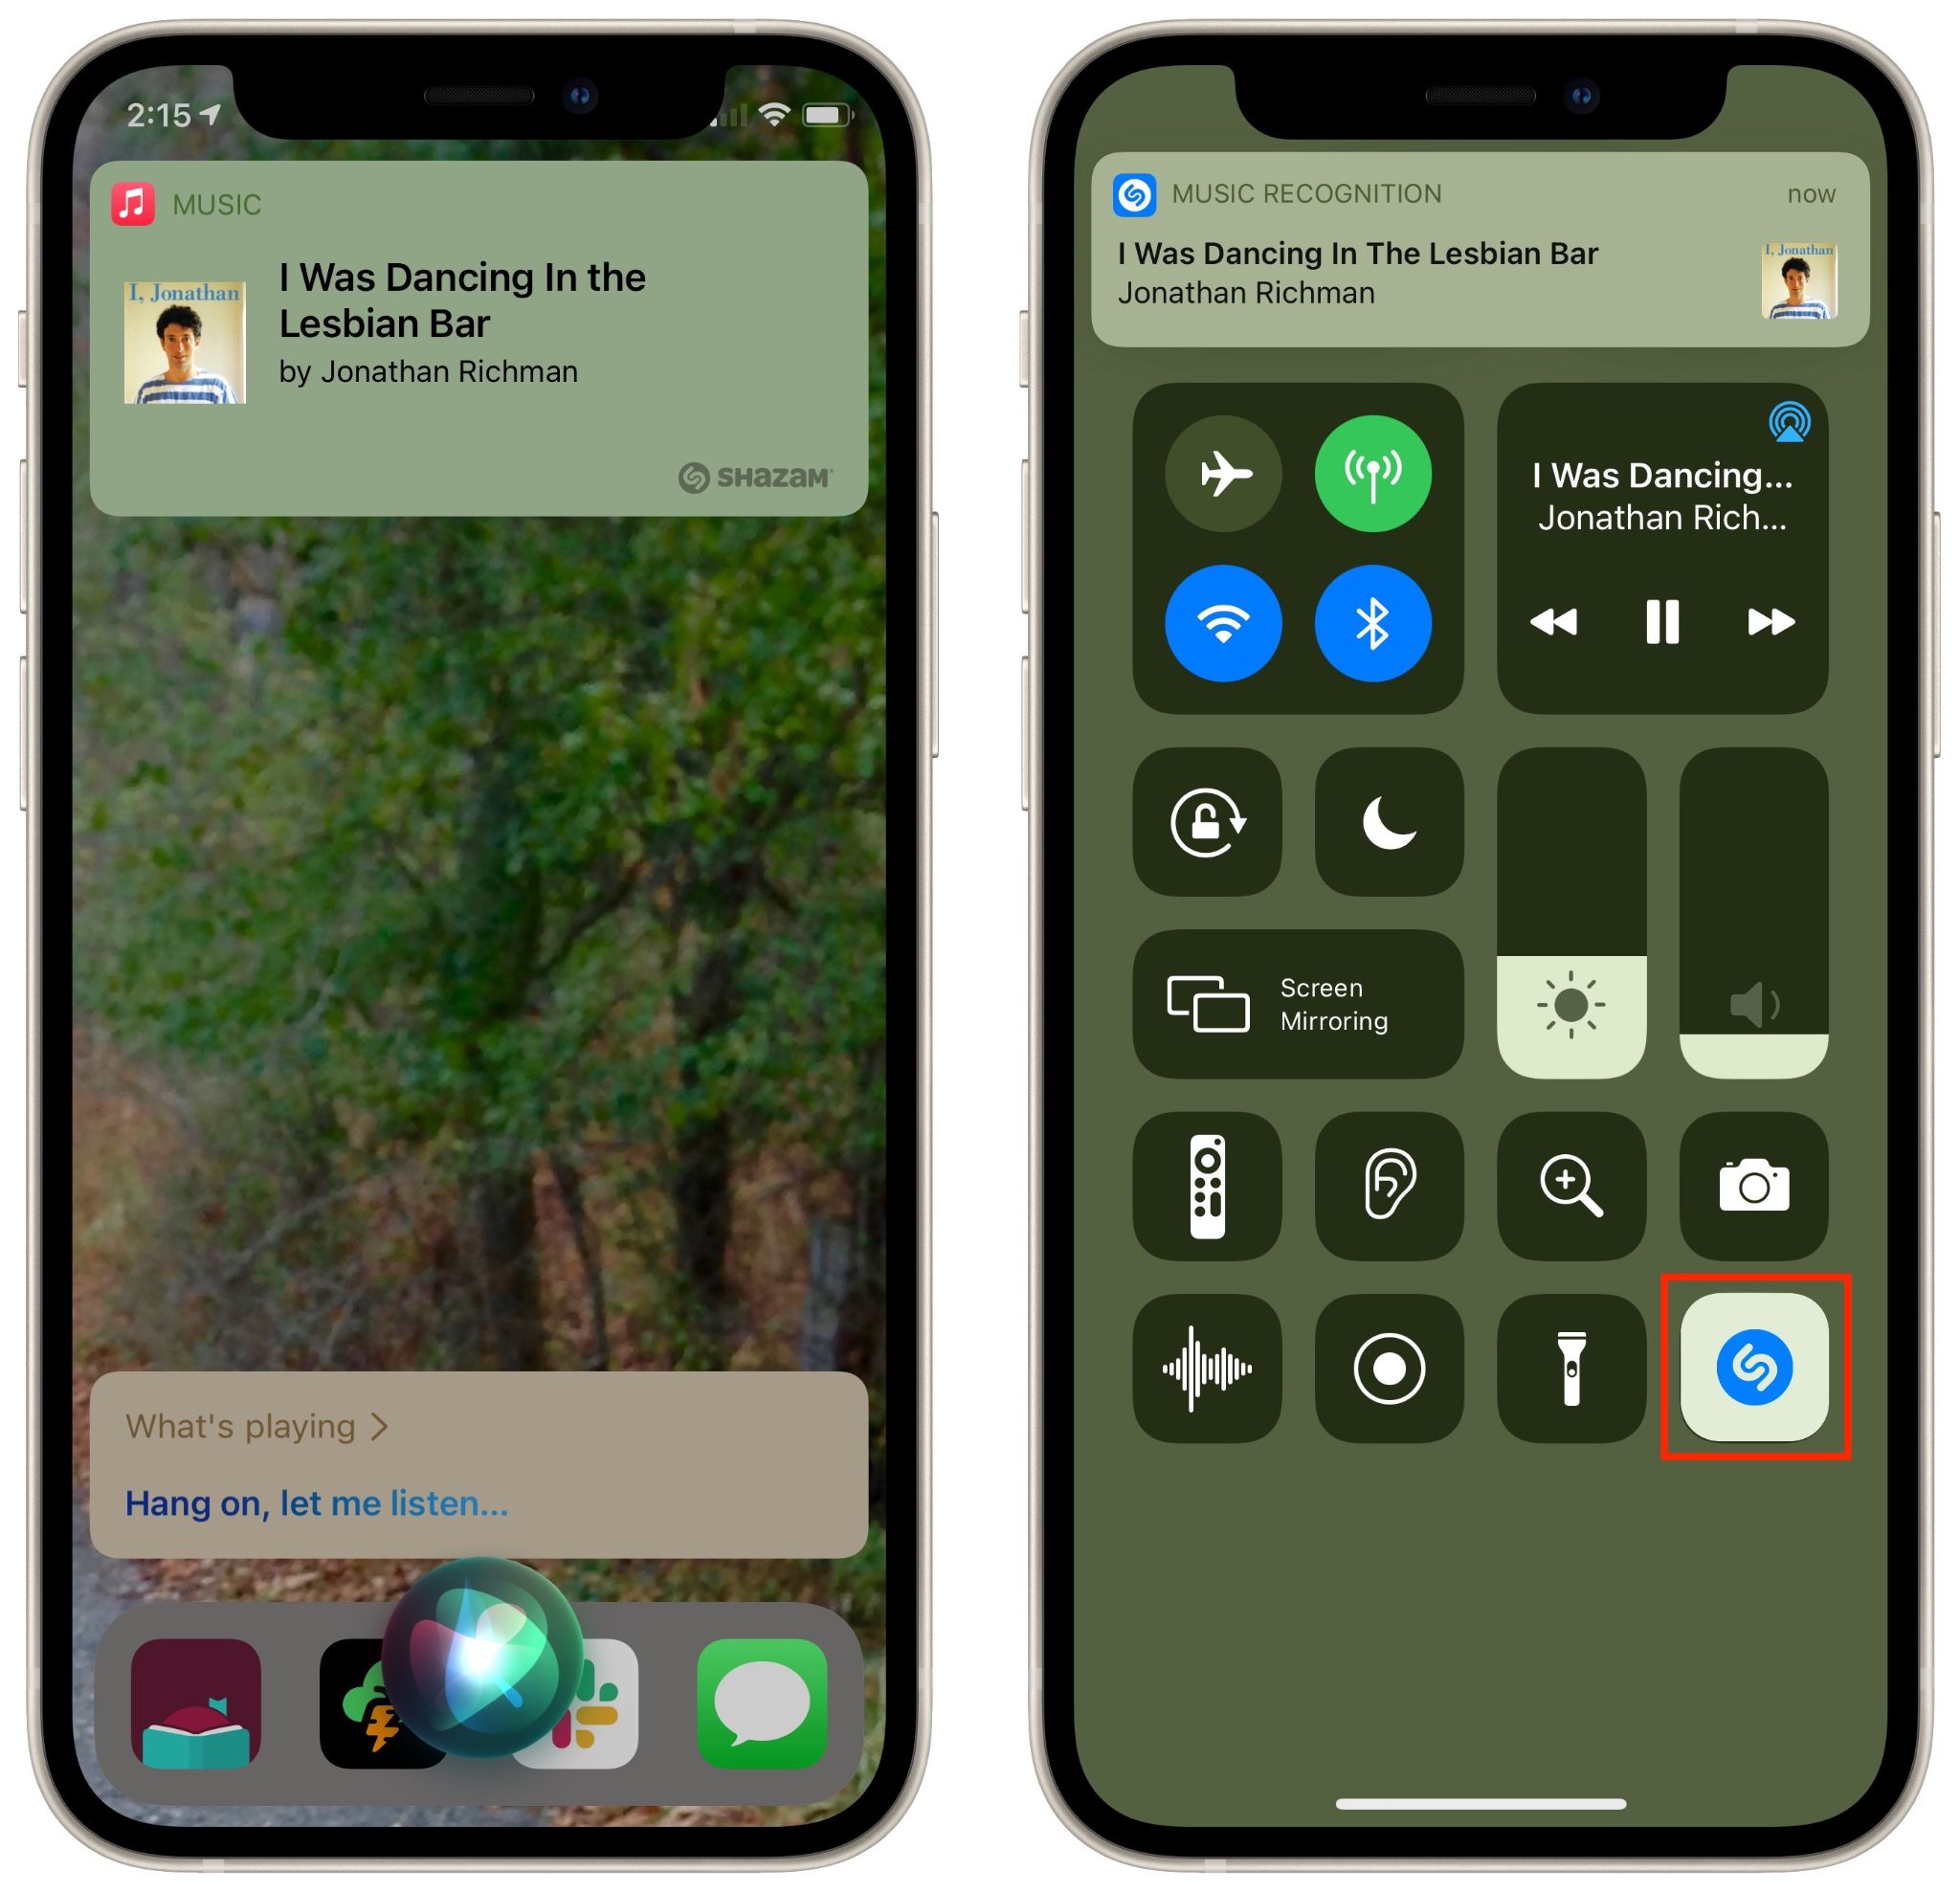 2:15
MUSIC
I, Jonathan
I Was Dancing In the
Lesbian Bar
by Jonathan Richman
SHAZAM
What's playing >
Hang on, let me listen...
MUSIC RECOGNITION
now
I Was Dancing In The Lesbian Bar
Jonathan Richman
I, Jonathan
I Was Dancing...
Jonathan Rich...
Screen
Mirroring